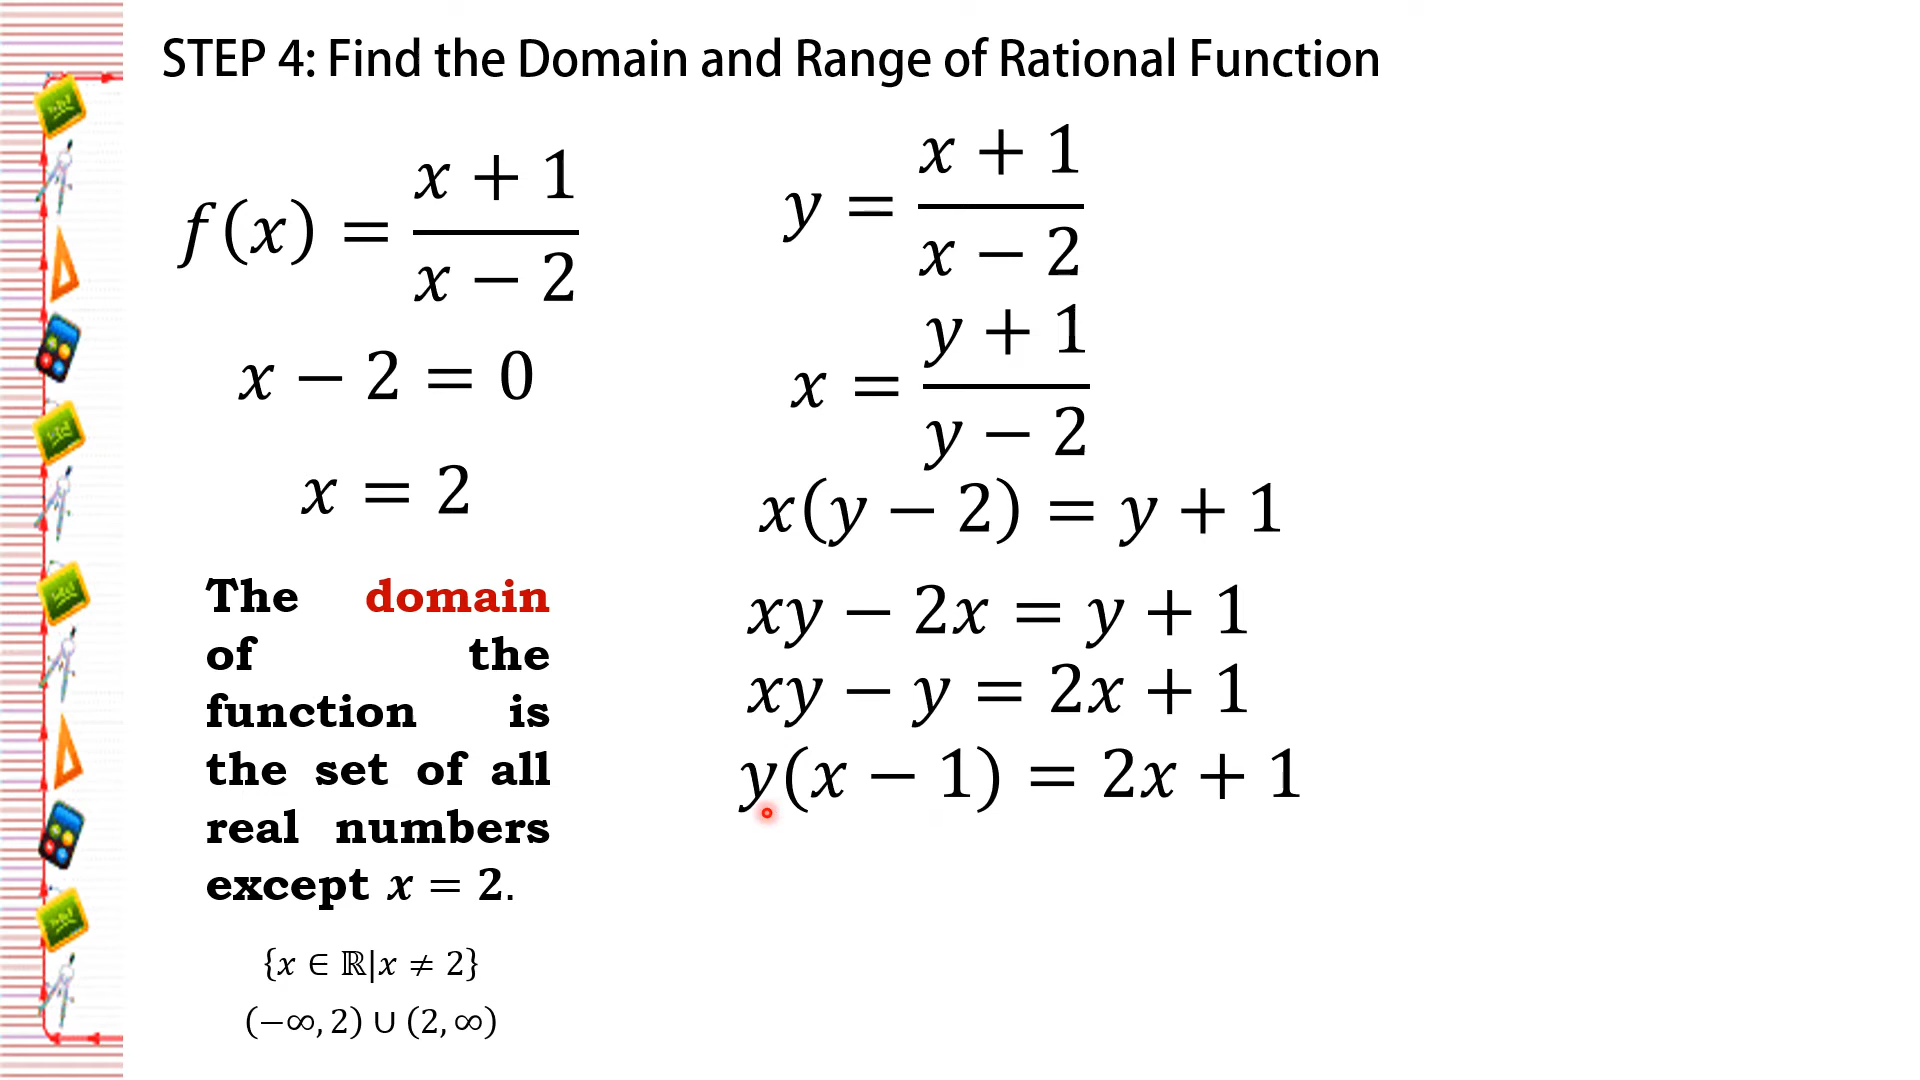 STEP 4: Find the Domain and Range of Rational Function
f(x) = (x + 1)/(x − 2)
x − 2 = 0
x = 2
The domain
of the
function is
the set of all
real numbers
except x = 2.
{x ∈ ℝ|x ≠ 2}
(−∞, 2) ∪ (2, ∞)
y = (x + 1)/(x − 2)
x = (y + 1)/(y − 2)
x(y − 2) = y + 1
xy − 2x = y + 1
xy − y = 2x + 1
y(x − 1) = 2x + 1